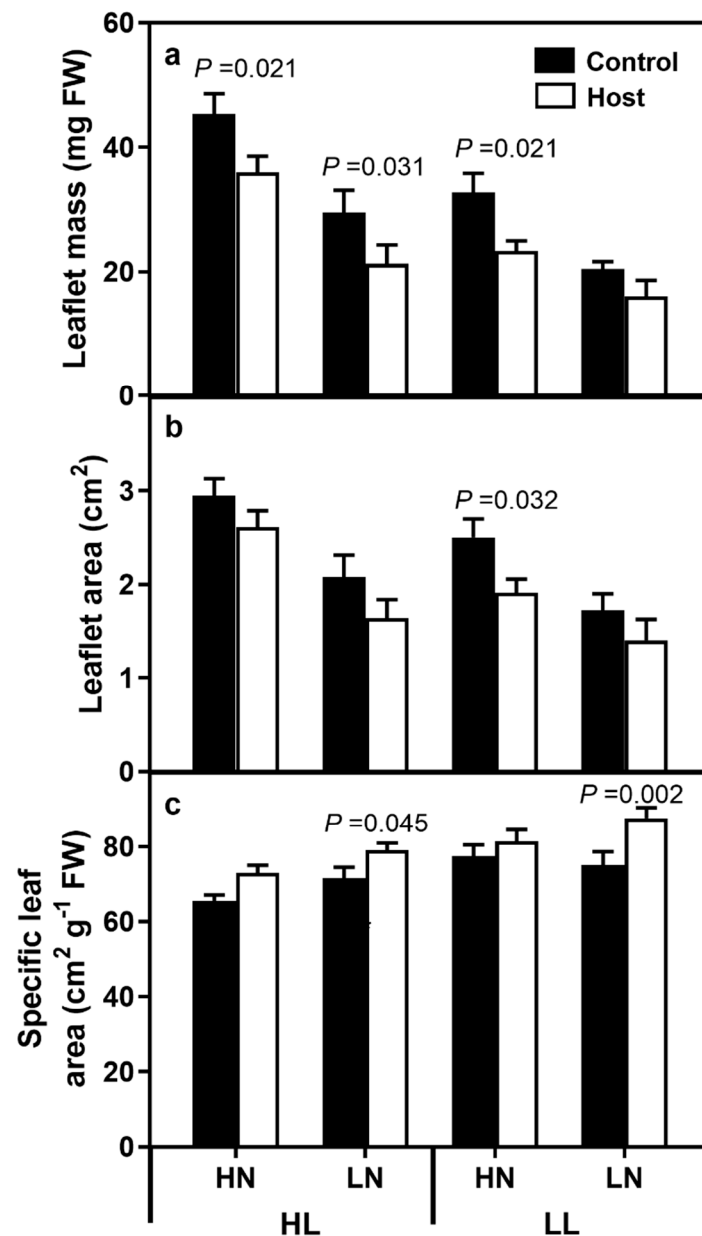 60
a
P =0.021
Control
Host
P =0.031
P =0.021
40
20
0
Leaflet mass (mg FW)
b
P =0.032
3
2
1
0
Leaflet area (cm²)
c
P =0.045
P =0.002
80
60
40
20
0
Specific leaf
area (cm² g⁻¹ FW)
HN LN HN LN
HL LL